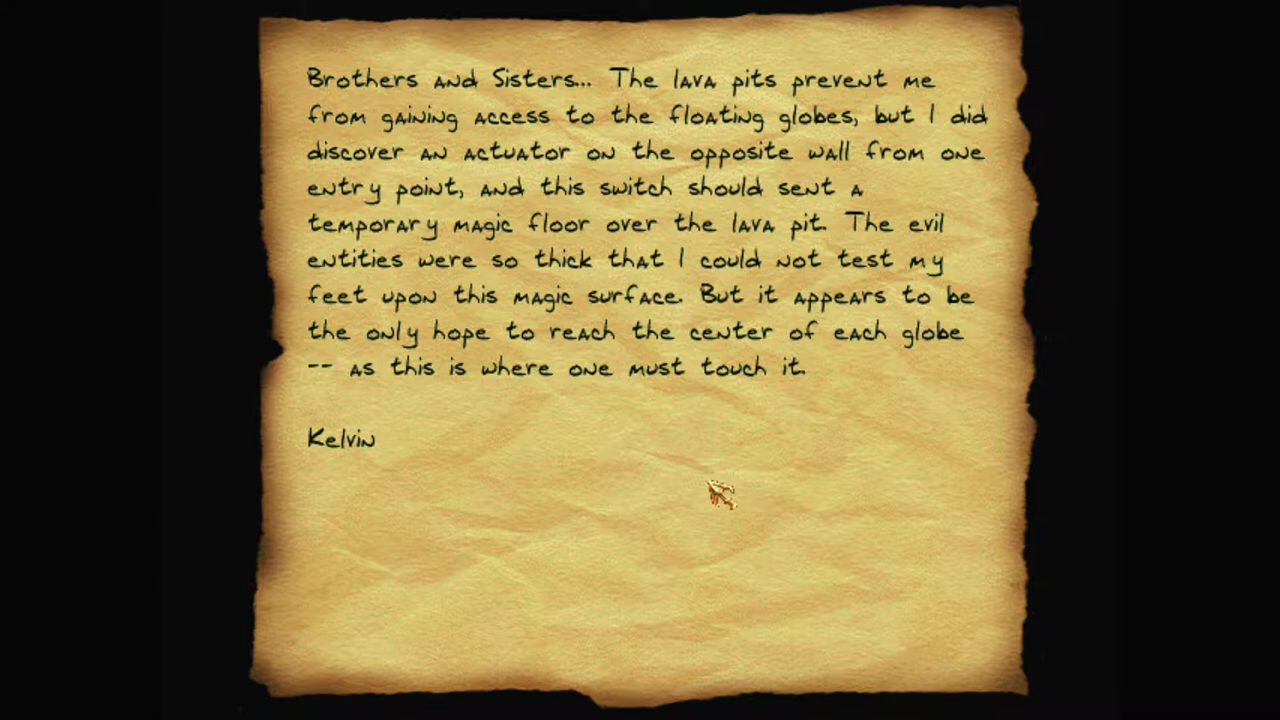 Brothers and Sisters... The lava pits prevent me
from gaining access to the floating globes, but I did
discover an actuator on the opposite wall from one
entry point, and this switch should sent a
temporary magic floor over the lava pit. The evil
entities were so thick that I could not test my
feet upon this magic surface. But it appears to be
the only hope to reach the center of each globe
-- as this is where one must touch it.
Kelvin